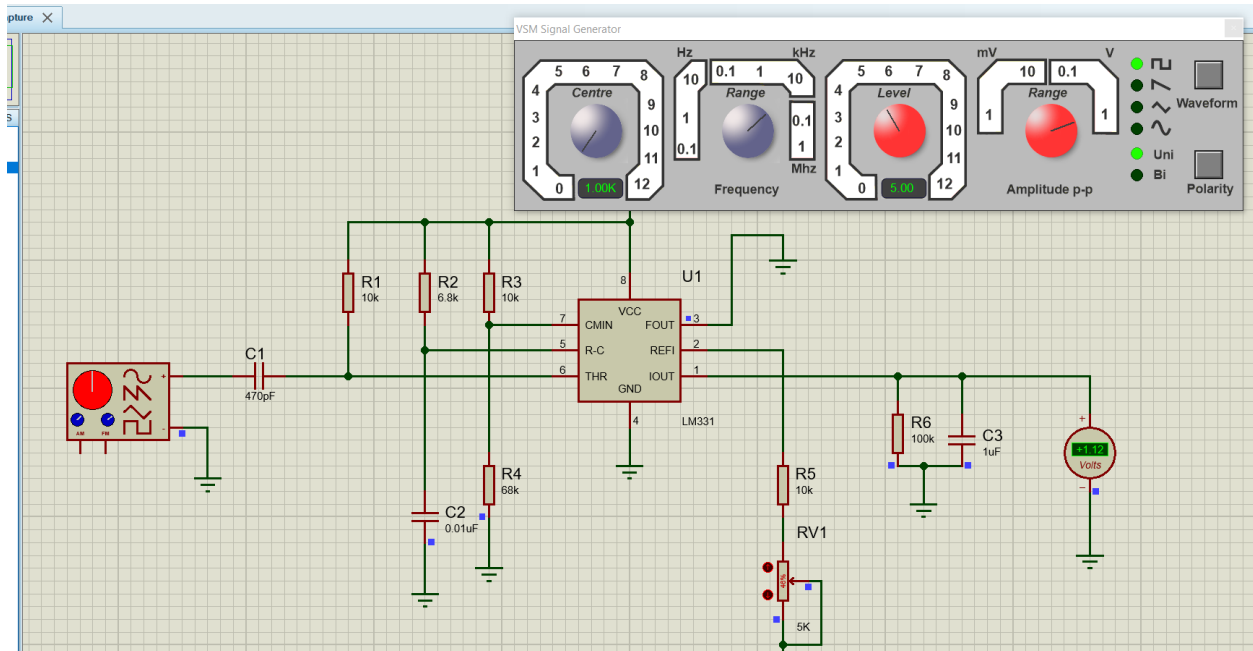 apture
VSM Signal Generator
Hz kHz mV V
4 5 6 7 8 Centre 3 9 2 10 1 11 0 12 1.00K
10 1 0.1 0.1 1 10 Range 0.1 1 Mhz
Frequency
4 5 6 7 8 Level 3 9 2 10 1 11 0 12 5.00
1 10 0.1 1 Range
Amplitude p-p
Waveform
Uni
Bi
Polarity
S
R1
10k
R2
6.8k
R3
10k
U1
8
VCC
7 CMIN FOUT 3
5 R-C REFI 2
6 THR IOUT 1
GND
4
LM331
C1
470pF
+
-
AM FM
R4
68k
C2
0.01uF
R5
10k
RV1
5K
R6
100k
C3
1uF
+
+1.12
Volts
-